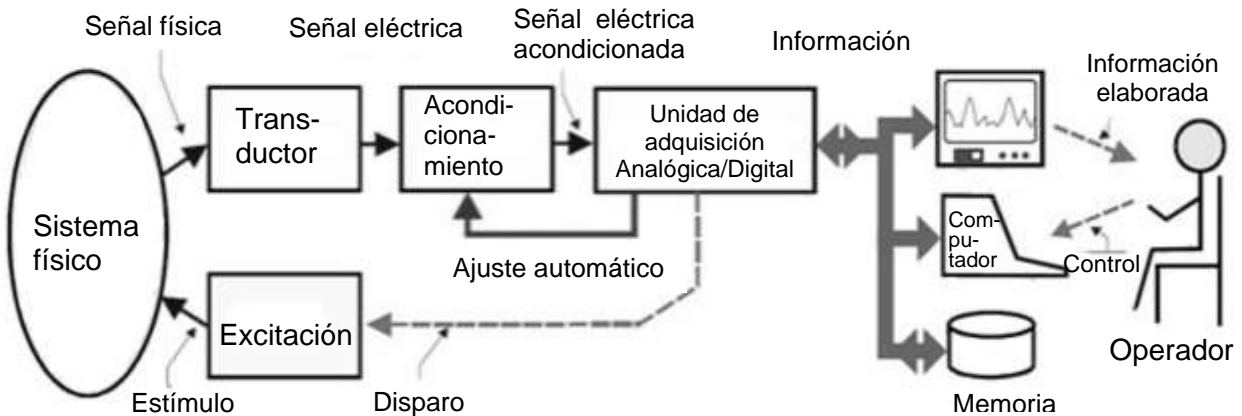 Señal física
Señal eléctrica
Señal eléctrica
acondicionada
Información
Información
elaborada
Trans-
ductor
Acondi-
ciona-
miento
Unidad de
adquisición
Analógica/Digital
Sistema
físico
Com-
pu-
tador
Control
Ajuste automático
Excitación
Operador
Estímulo
Disparo
Memoria